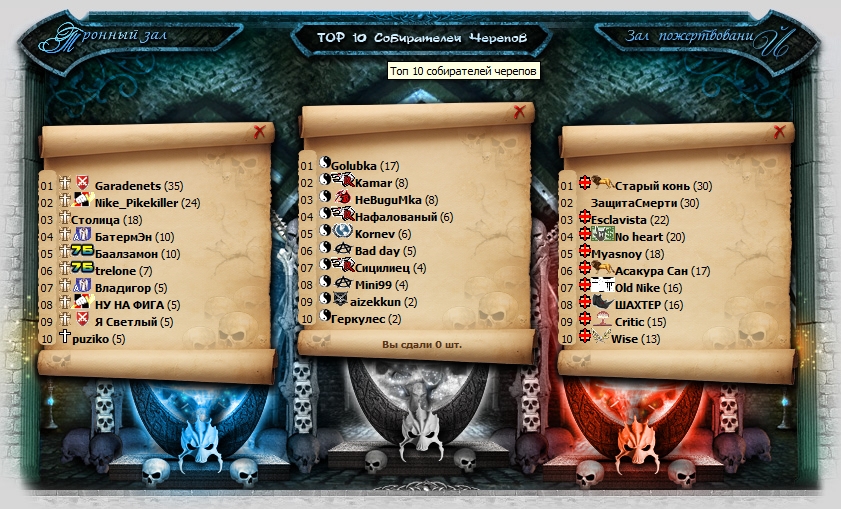 Тронный зал
TOP 10 Собирателей Черепов
Зал пожертвований
Топ 10 собирателей черепов
01 Garadenets (35)
02 Nike_Pikekiller (24)
03 Столица (18)
04 БатермЭн (10)
05 75 Баалзамон (10)
06 75 trelone (7)
07 Владигор (5)
08 НУ НА ФИГА (5)
09 Я Светлый (5)
10 puziko (5)
01 Golubka (17)
02 Kamar (8)
03 HeBuguMka (8)
04 Нафалованый (6)
05 Kornev (6)
06 Bad day (5)
07 Сицилиец (4)
08 Mini99 (4)
09 aizekkun (2)
10 Геркулес (2)
Вы сдали 0 шт.
01 Старый конь (30)
02 ЗащитаСмерти (30)
03 Esclavista (22)
04 No heart (20)
05 Myasnoy (18)
06 Асакура Сан (17)
07 Old Nike (16)
08 ШАХТЕР (16)
09 Critic (15)
10 Wise (13)